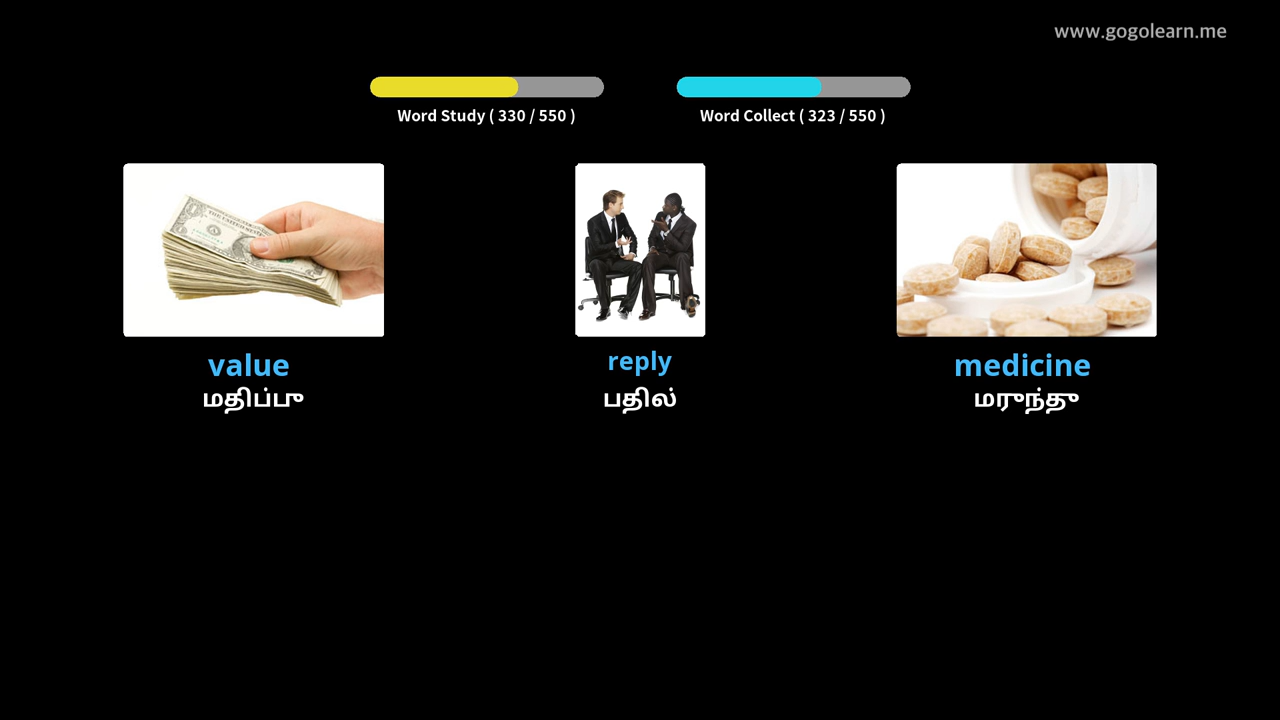 www.gogolearn.me
Word Study ( 330 / 550 )
Word Collect ( 323 / 550 )
value
மதிப்பு
reply
பதில்
medicine
மருந்து